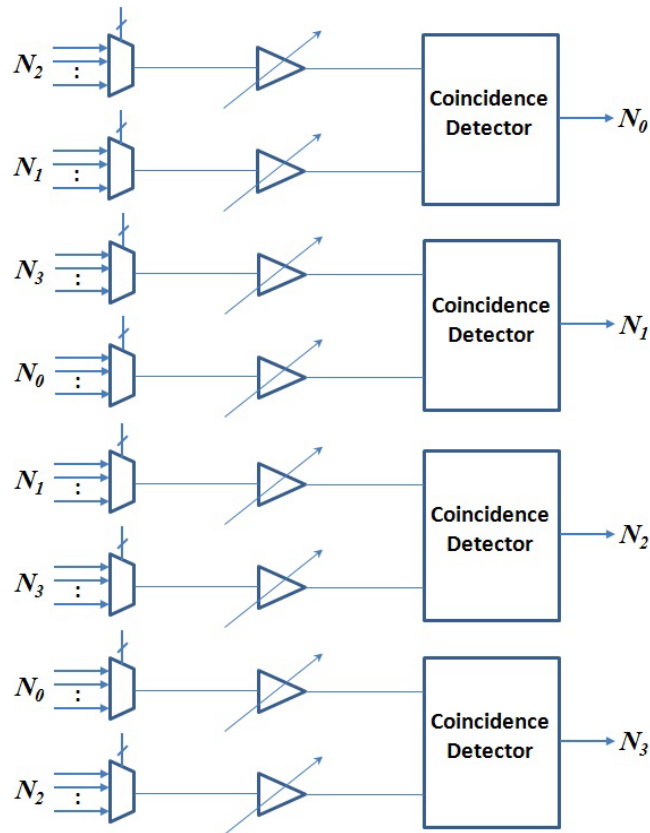 N2
:
Coincidence
Detector
N0
N1
:
N3
:
Coincidence
Detector
N1
N0
:
N1
:
Coincidence
Detector
N2
N3
:
N0
:
Coincidence
Detector
N3
N2
: